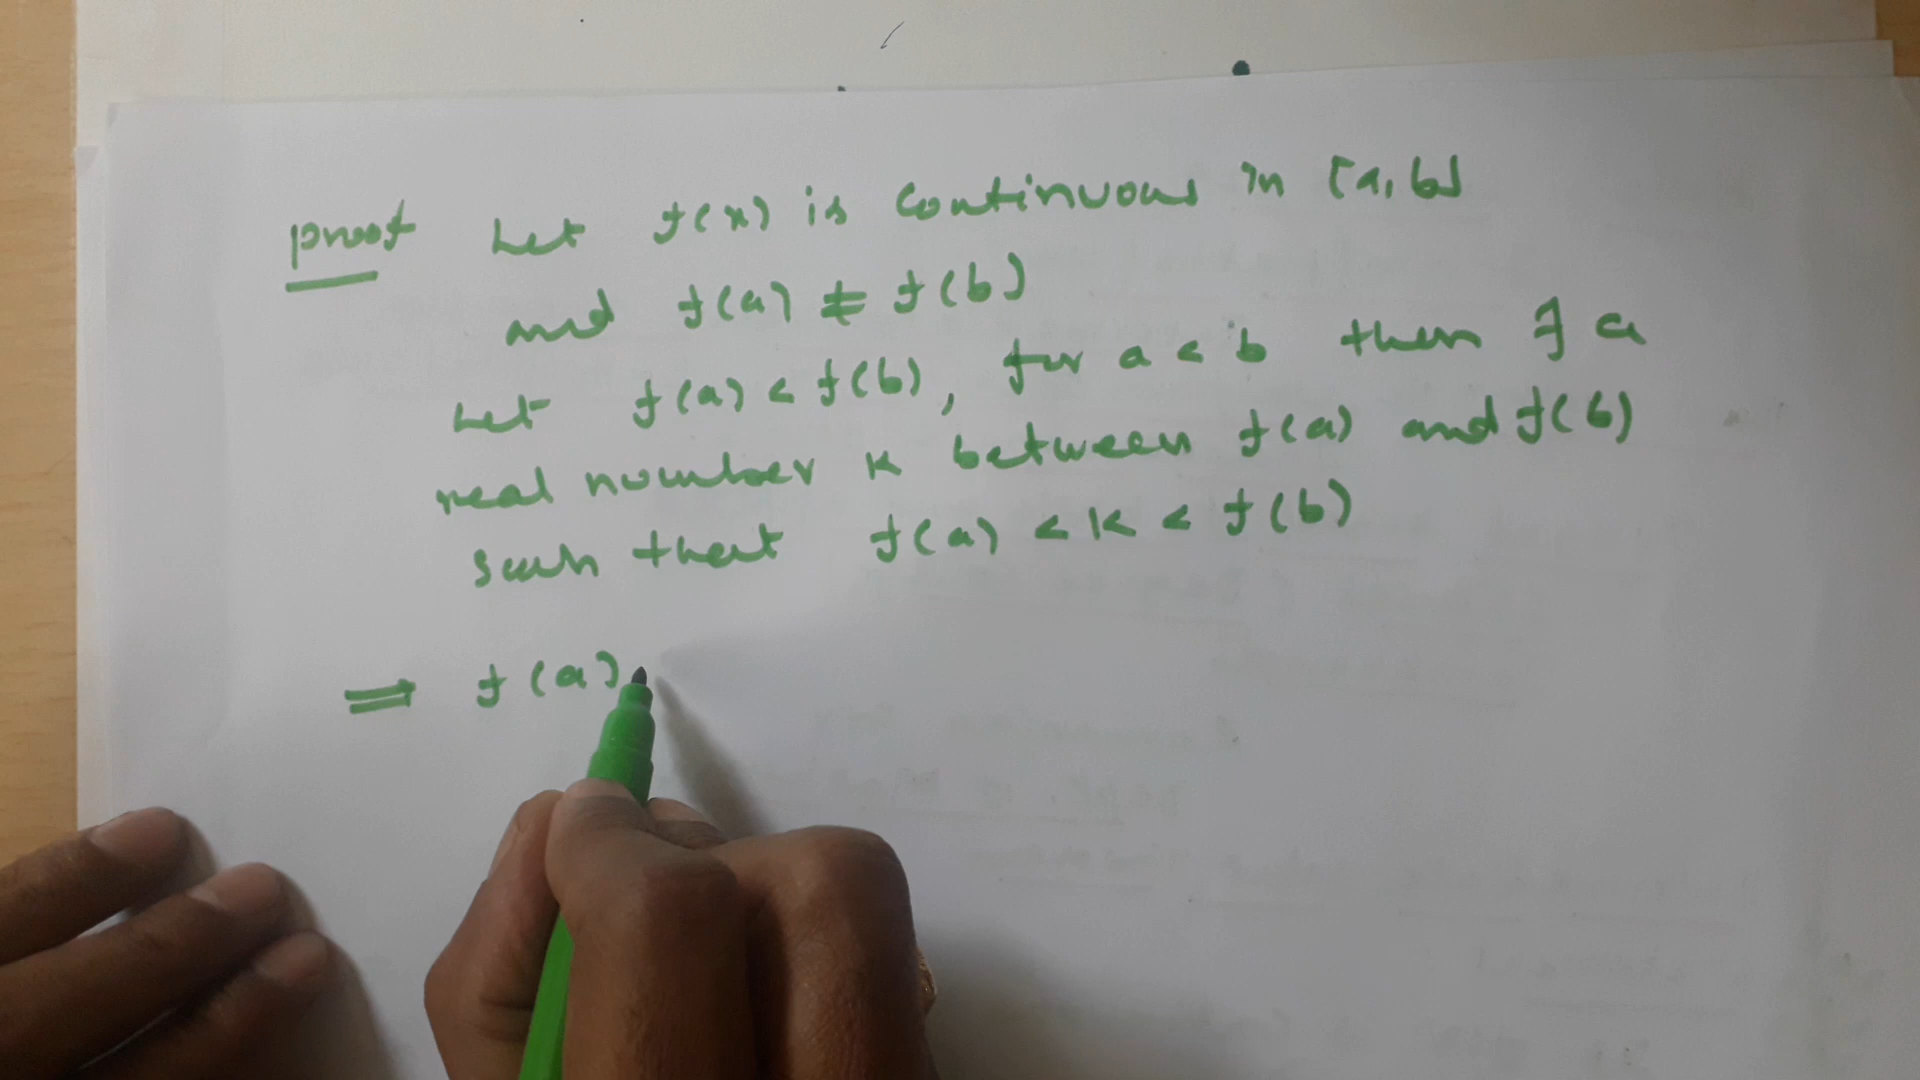 proof Let f(x) is continuous in [a, b]
and f(a) ≠ f(b)
Let f(a) < f(b), for a < b then ∃ a
real number k between f(a) and f(b)
such that f(a) < k < f(b)
⇒ f(a)